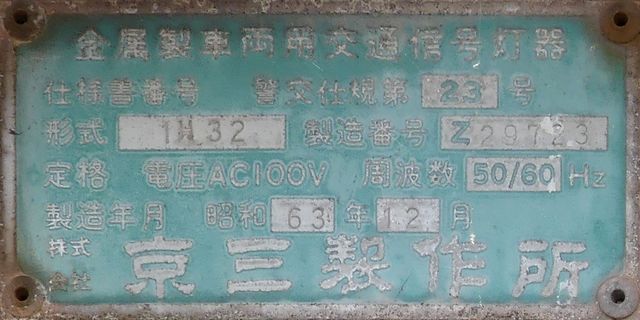 金属製車両用交通信号灯器
仕様書番号 警交仕規第 23 号
形式 1H32 製造番号 Z29723
定格 電圧AC100V 周波数 50/60 Hz
製造年月 昭和 63 年 12 月
株式会社 京三製作所